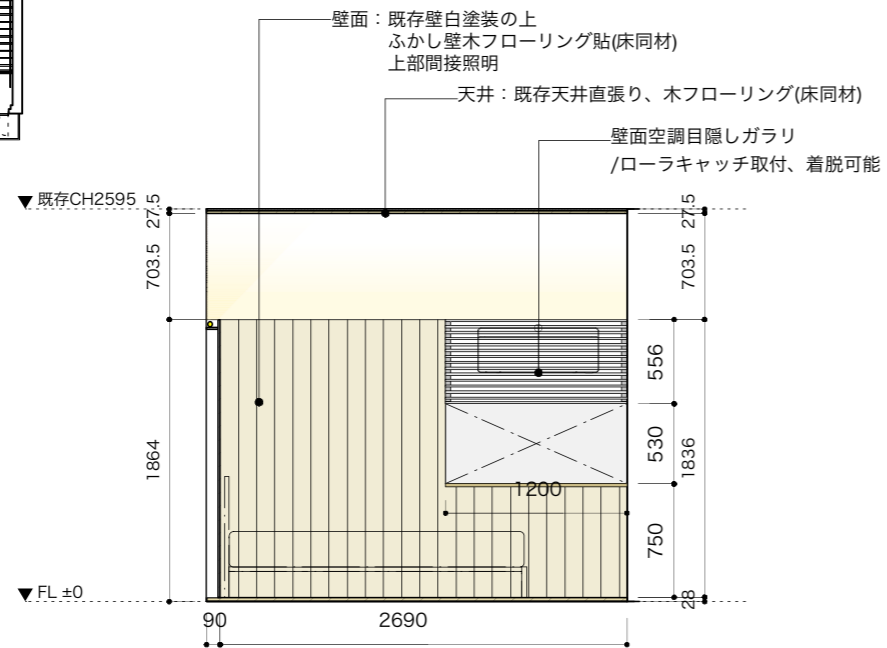 壁面：既存壁白塗装の上
ふかし壁木フローリング貼(床同材)
上部間接照明
天井：既存天井直張り、木フローリング(床同材)
壁面空調目隠しガラリ
/ローラキャッチ取付、着脱可能
▼ 既存CH2595
27.5
27.5
703.5
703.5
556
1864
530
1836
1200
750
▼ FL ±0
28
90
2690